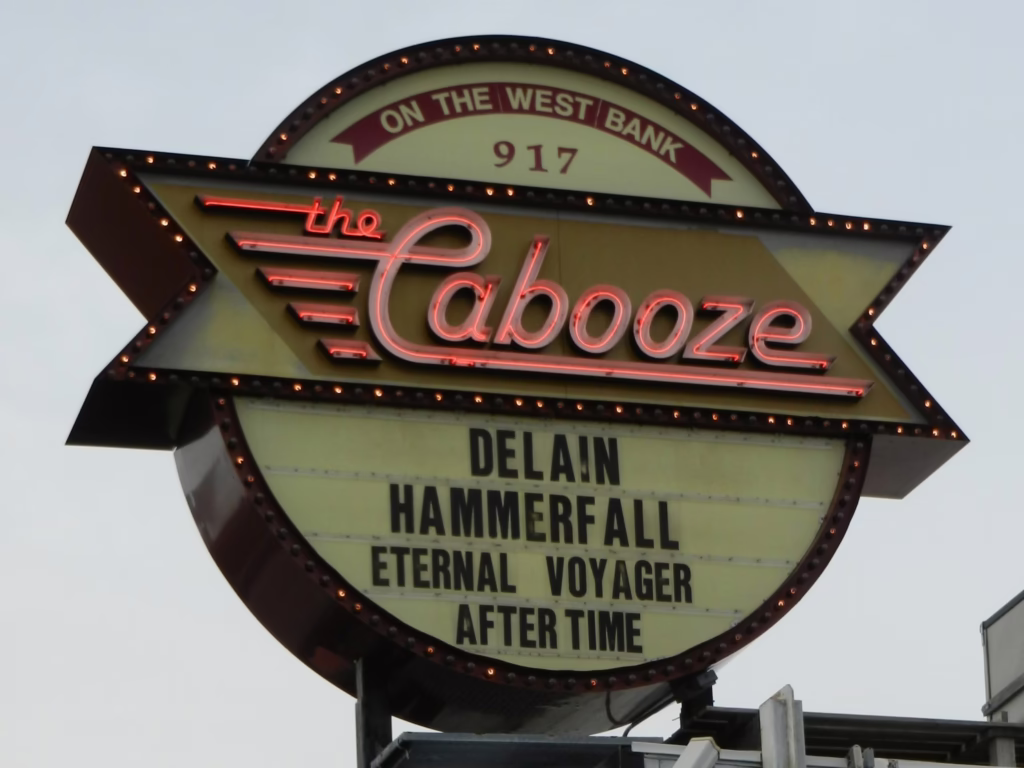 ON THE WEST BANK
917
the
Cabooze
DELAIN
HAMMERFALL
ETERNAL VOYAGER
AFTER TIME